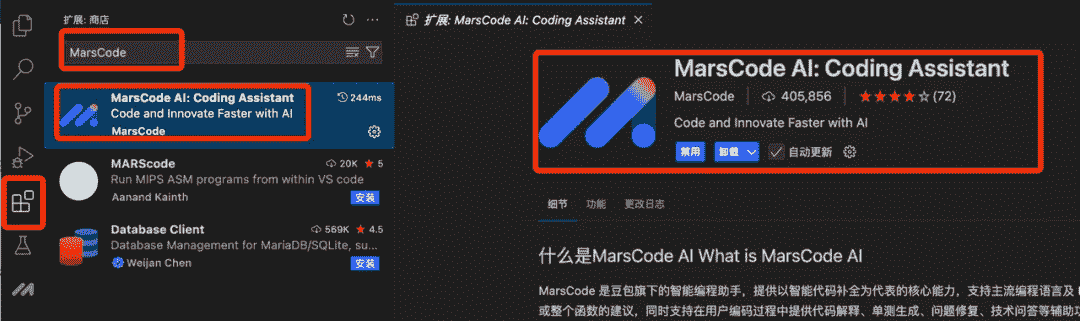 扩展: 商店
MarsCode
MarsCode AI: Coding Assistant
244ms
Code and Innovate Faster with AI
MarsCode
MARScode
20K ★ 5
Run MIPS ASM programs from within VS code
Aanand Kainth
安装
Database Client
569K ★ 4.5
Database Management for MariaDB/SQLite, su...
Weijan Chen
安装
扩展: MarsCode AI: Coding Assistant
MarsCode AI: Coding Assistant
MarsCode
405,856
★★★★☆(72)
Code and Innovate Faster with AI
禁用
卸载
自动更新
细节
功能
更改日志
什么是MarsCode AI What is MarsCode AI
MarsCode 是豆包旗下的智能编程助手，提供以智能代码补全为代表的核心能力，支持主流编程语言及
或整个函数的建议，同时支持在用户编码过程中提供代码解释、单测生成、问题修复、技术问答等辅助功